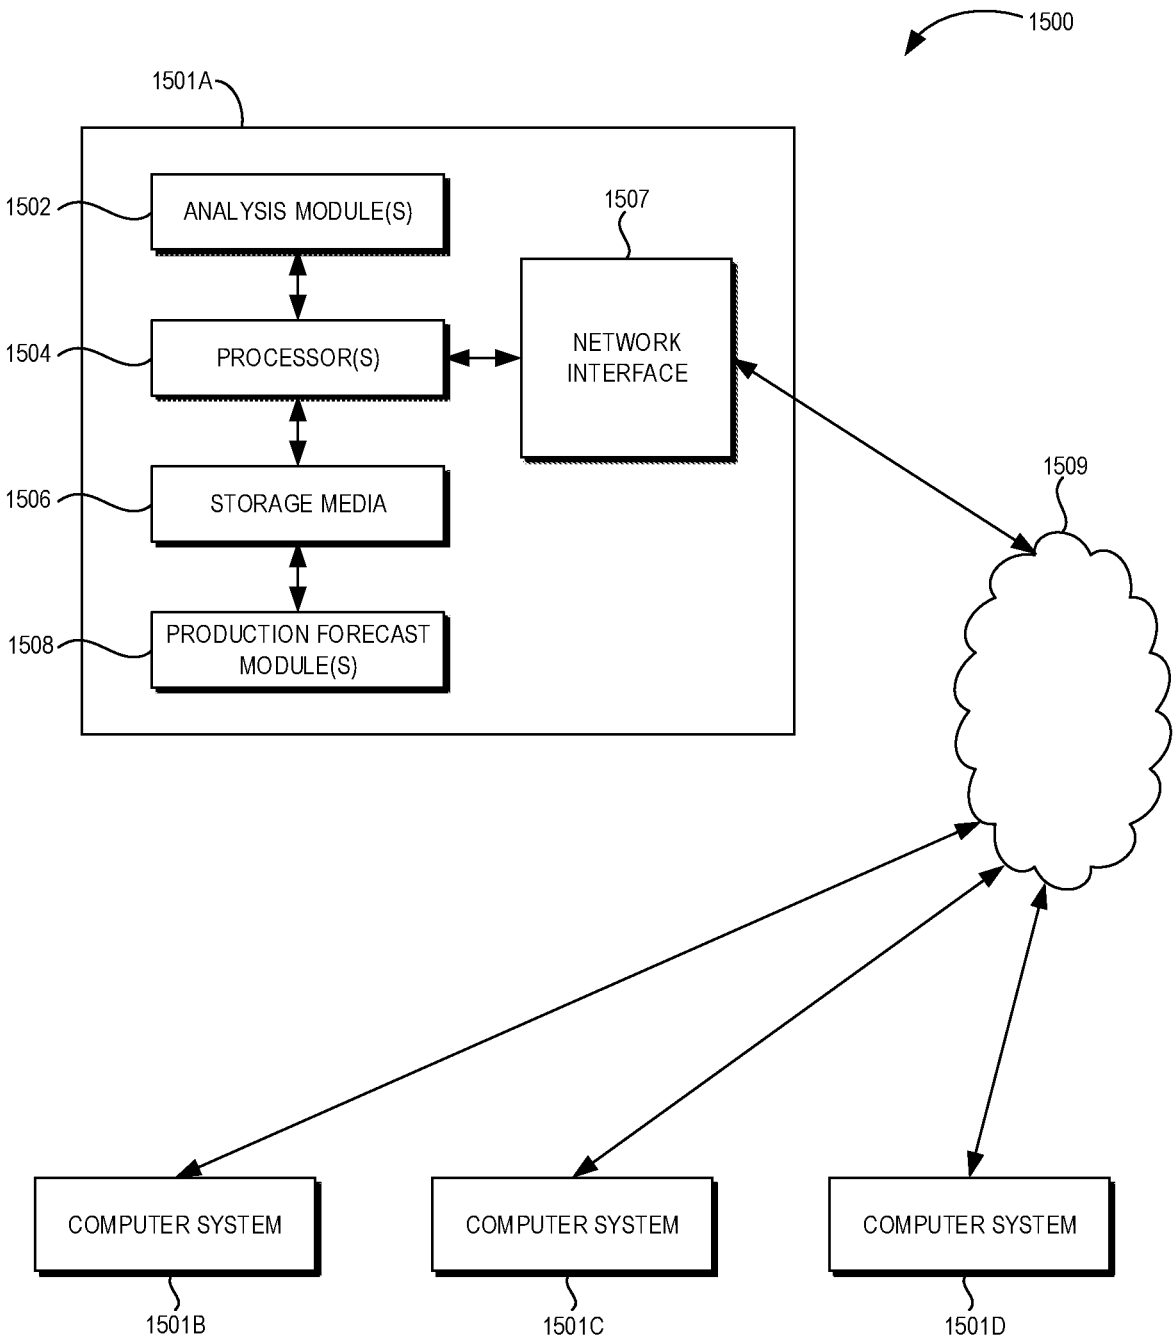 1500
1501A
1502
ANALYSIS MODULE(S)
1507
1504
PROCESSOR(S)
NETWORK
INTERFACE
1506
STORAGE MEDIA
1509
1508
PRODUCTION FORECAST
MODULE(S)
COMPUTER SYSTEM
COMPUTER SYSTEM
COMPUTER SYSTEM
1501B
1501C
1501D